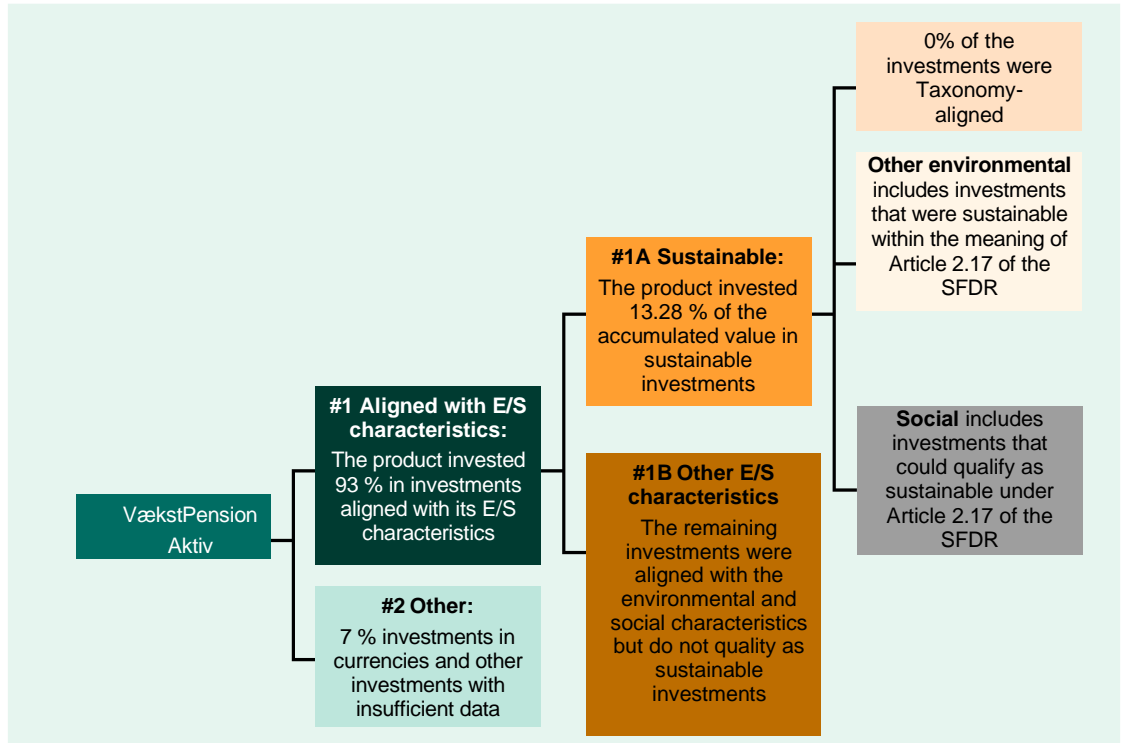 VækstPension
Aktiv
#1 Aligned with E/S
characteristics:
The product invested
93 % in investments
aligned with its E/S
characteristics
#2 Other:
7 % investments in
currencies and other
investments with
insufficient data
#1A Sustainable:
The product invested
13.28 % of the
accumulated value in
sustainable
investments
#1B Other E/S
characteristics
The remaining
investments were
aligned with the
environmental and
social characteristics
but do not quality as
sustainable
investments
0% of the
investments were
Taxonomy-
aligned
Other environmental
includes investments
that were sustainable
within the meaning of
Article 2.17 of the
SFDR
Social includes
investments that
could qualify as
sustainable under
Article 2.17 of the
SFDR